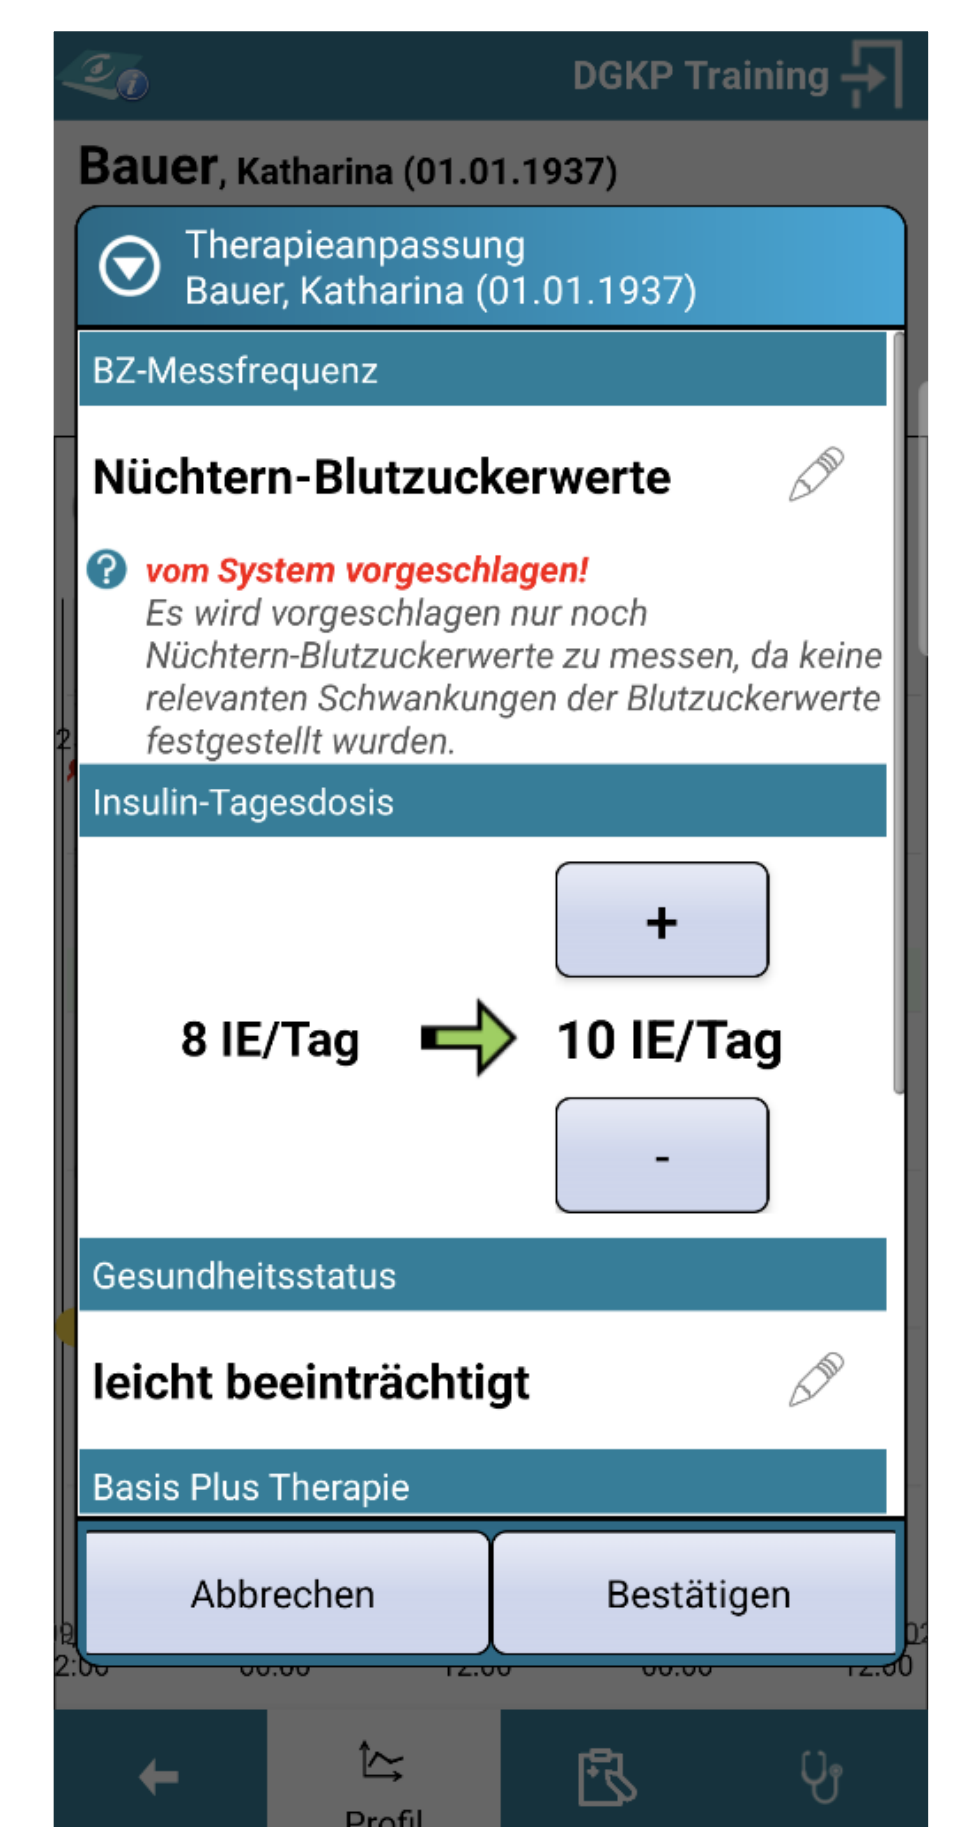 DGKP Training
Bauer, Katharina (01.01.1937)
Therapieanpassung
Bauer, Katharina (01.01.1937)
BZ-Messfrequenz
Nüchtern-Blutzuckerwerte
? vom System vorgeschlagen!
Es wird vorgeschlagen nur noch
Nüchtern-Blutzuckerwerte zu messen, da keine
relevanten Schwankungen der Blutzuckerwerte
festgestellt wurden.
Insulin-Tagesdosis
+
8 IE/Tag
10 IE/Tag
-
Gesundheitsstatus
leicht beeinträchtigt
Basis Plus Therapie
Abbrechen
Bestätigen
Profil